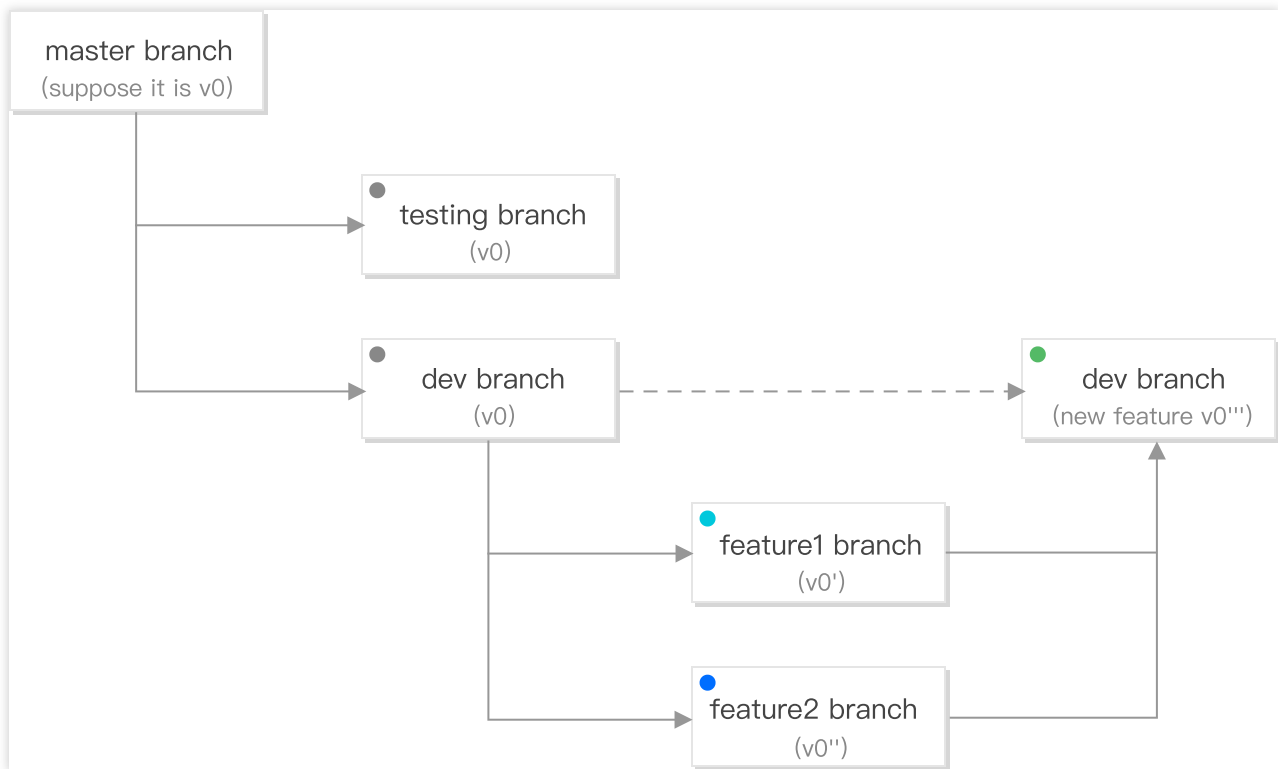 master branch
(suppose it is v0)
testing branch
(v0)
dev branch
(v0)
dev branch
(new feature v0''')
feature1 branch
(v0')
feature2 branch
(v0'')